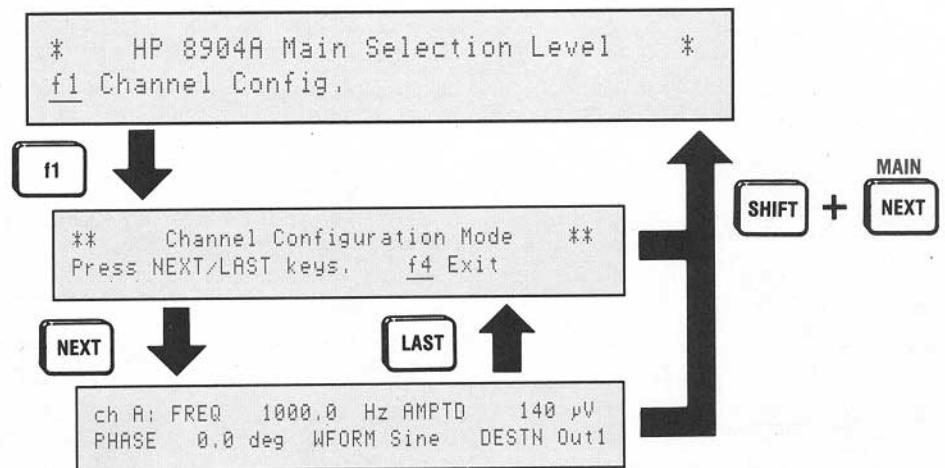 *    HP 8904A Main Selection Level    *
f1 Channel Config.
f1
MAIN
SHIFT + NEXT
**    Channel Configuration Mode    **
Press NEXT/LAST keys.    f4 Exit
NEXT
LAST
ch A: FREQ   1000.0  Hz AMPTD    140 µV
PHASE   0.0 deg  WFORM Sine   DESTN Out1